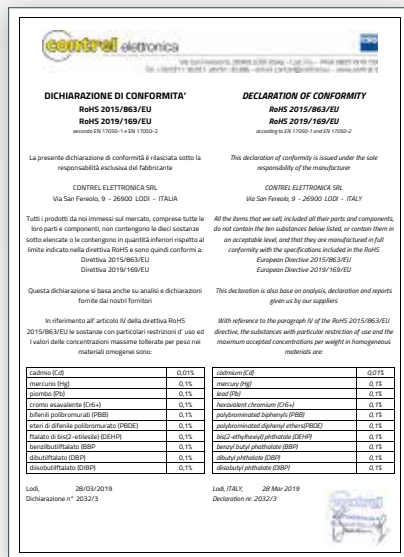 contrel elettronica
DICHIARAZIONE DI CONFORMITA'
RoHS 2015/863/EU
RoHS 2019/169/EU
secondo EN 17050-1 e EN 17050-2
La presente dichiarazione di conformità è rilasciata sotto la
responsabilità esclusiva del fabbricante
CONTREL ELETTRONICA SRL
Via San Fereolo, 9 - 26900 LODI - ITALIA
Tutti i prodotti da noi immessi sul mercato, comprese tutte le
loro parti e componenti, non contengono le dieci sostanze
sotto elencate o le contengono in quantità inferiori rispetto al
limite indicato nella direttiva RoHS e sono quindi conformi a:
Direttiva 2015/863/EU
Direttiva 2019/169/EU
Questa dichiarazione si basa anche su analisi e dichiarazioni
fornite dai nostri fornitori
In riferimento all' articolo IV della direttiva RoHS
2015/863/EU le sostanze con particolari restrizioni d' uso ed
I valori delle concentrazioni massime tollerate per peso nei
materiali omogenei sono:
cadmio (Cd) 0,01%
mercurio (Hg) 0,1%
piombo (Pb) 0,1%
cromo esavalente (Cr6+) 0,1%
bifenili polibromurati (PBB) 0,1%
eteri di difenile polibromurato (PBDE) 0,1%
ftalato di bis(2-etilesile) (DEHP) 0,1%
benzilbutilftalato (BBP 0,1%
dibutilftalato (DBP) 0,1%
diisobutilftalato (DIBP) 0,1%
Lodi, 28/03/2019
Dichiarazione n° 2032/3
DECLARATION OF CONFORMITY
RoHS 2015/863/EU
RoHS 2019/169/EU
according to EN 17050-1 and EN 17050-2
This declaration of conformity is issued under the sole
responsibility of the manufacturer
CONTREL ELETTRONICA SRL
Via San Fereolo, 9 - 26900 LODI - ITALY
All the items that we sell, included all their parts and components,
do not contain the ten substances below listed, or contain them in
an acceptable level, and that they are manufactured in full
conformity with the specifications included in the RoHS
European Directive 2015/863/EU
European Directive 2019/169/EU
This declaration is also base on analysis, declaration and reports
given us by our suppliers
With reference to the paragraph IV of the RoHS 2015/863/EU
directive, the substances with particular restriction of use and the
maximum accepted concentrations per weight in homogeneous
materials are:
cadmium (Cd) 0,01%
mercury (Hg) 0,1%
lead (Pb) 0,1%
hexavalent chromium (Cr6+) 0,1%
polybrominated biphenyls (PBB) 0,1%
polybrominated diphenyl ethers(PBDE) 0,1%
bis(2-ethylhexyl) phthalate (DEHP) 0,1%
benzyl butyl phthalate (BBP) 0,1%
dibutyl phthalate (DBP) 0,1%
diisobutyl phthalate (DIBP) 0,1%
Lodi, ITALY, 28 Mar 2019
Declaration nr. 2032/3